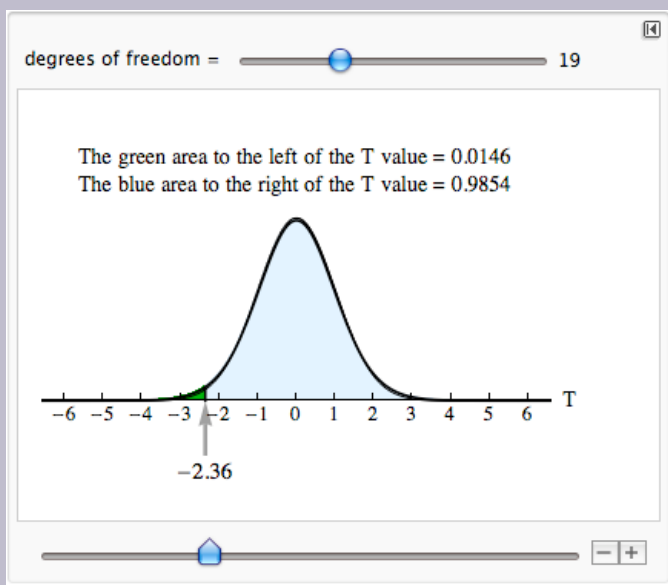 degrees of freedom = 19
The green area to the left of the T value = 0.0146
The blue area to the right of the T value = 0.9854
−6 −5 −4 −3 −2 −1 0 1 2 3 4 5 6 T
−2.36